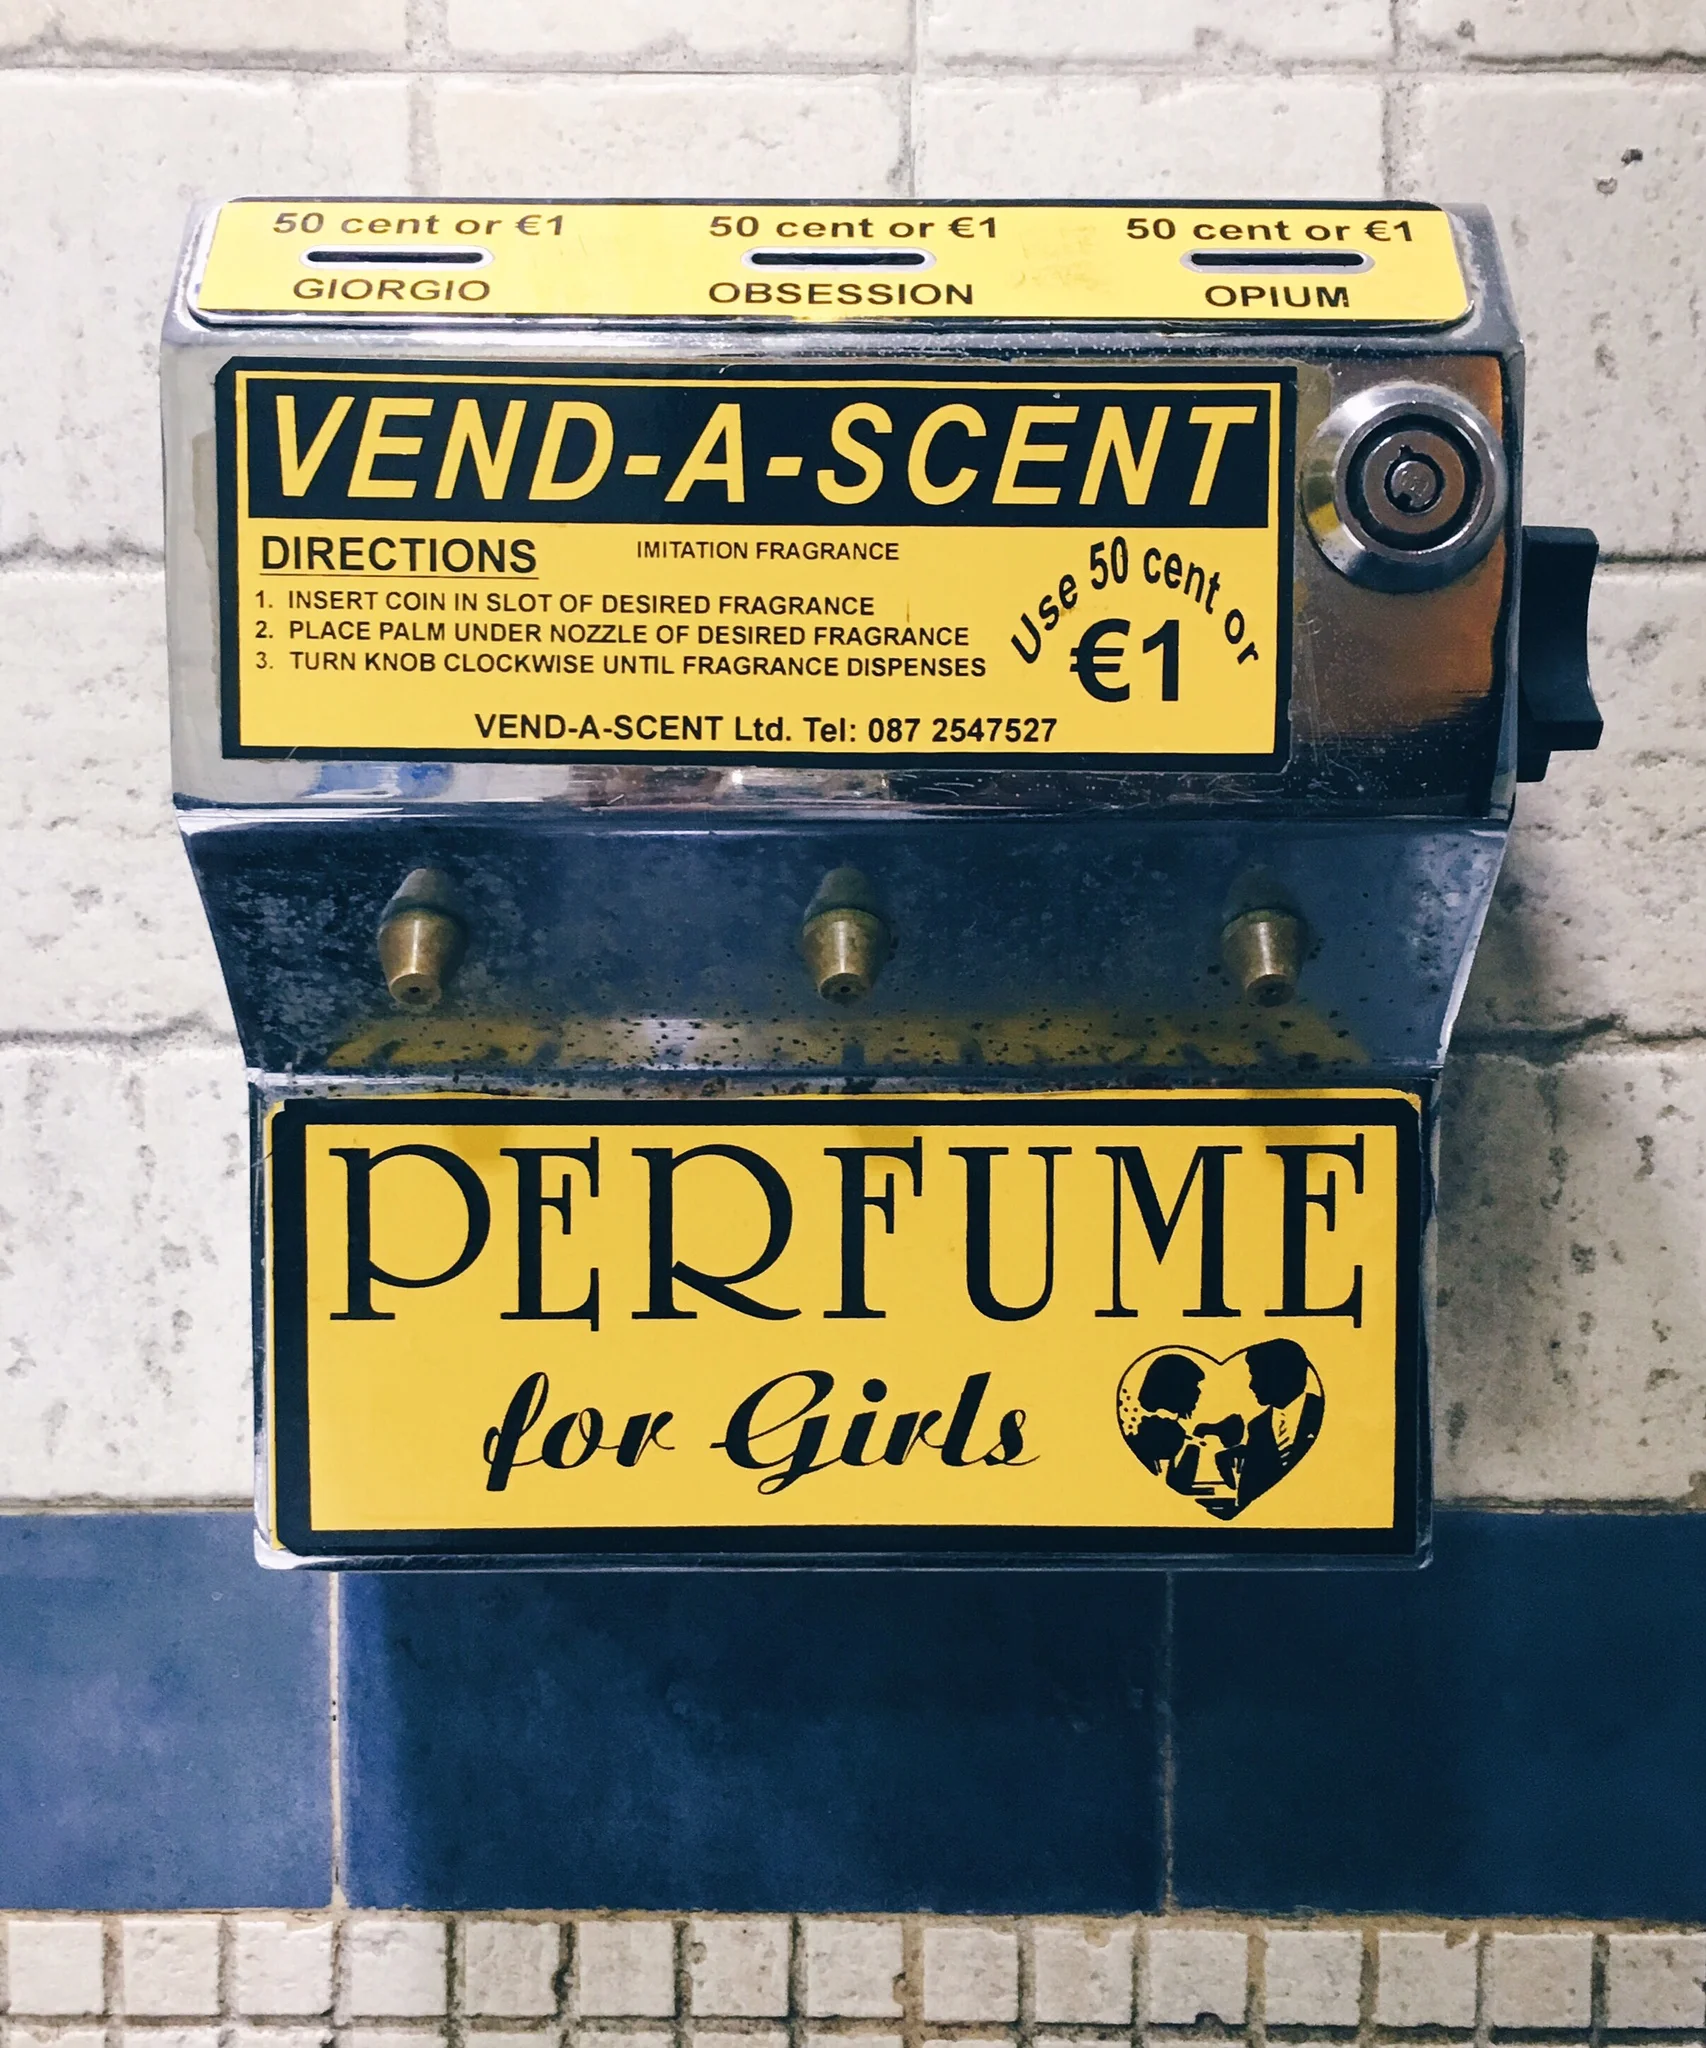 50 cent or €1 50 cent or €1 50 cent or €1
GIORGIO OBSESSION OPIUM
VEND-A-SCENT
DIRECTIONS IMITATION FRAGRANCE
1. INSERT COIN IN SLOT OF DESIRED FRAGRANCE
2. PLACE PALM UNDER NOZZLE OF DESIRED FRAGRANCE
3. TURN KNOB CLOCKWISE UNTIL FRAGRANCE DISPENSES
Use 50 cent or
€1
VEND-A-SCENT Ltd. Tel: 087 2547527
PERFUME
for Girls